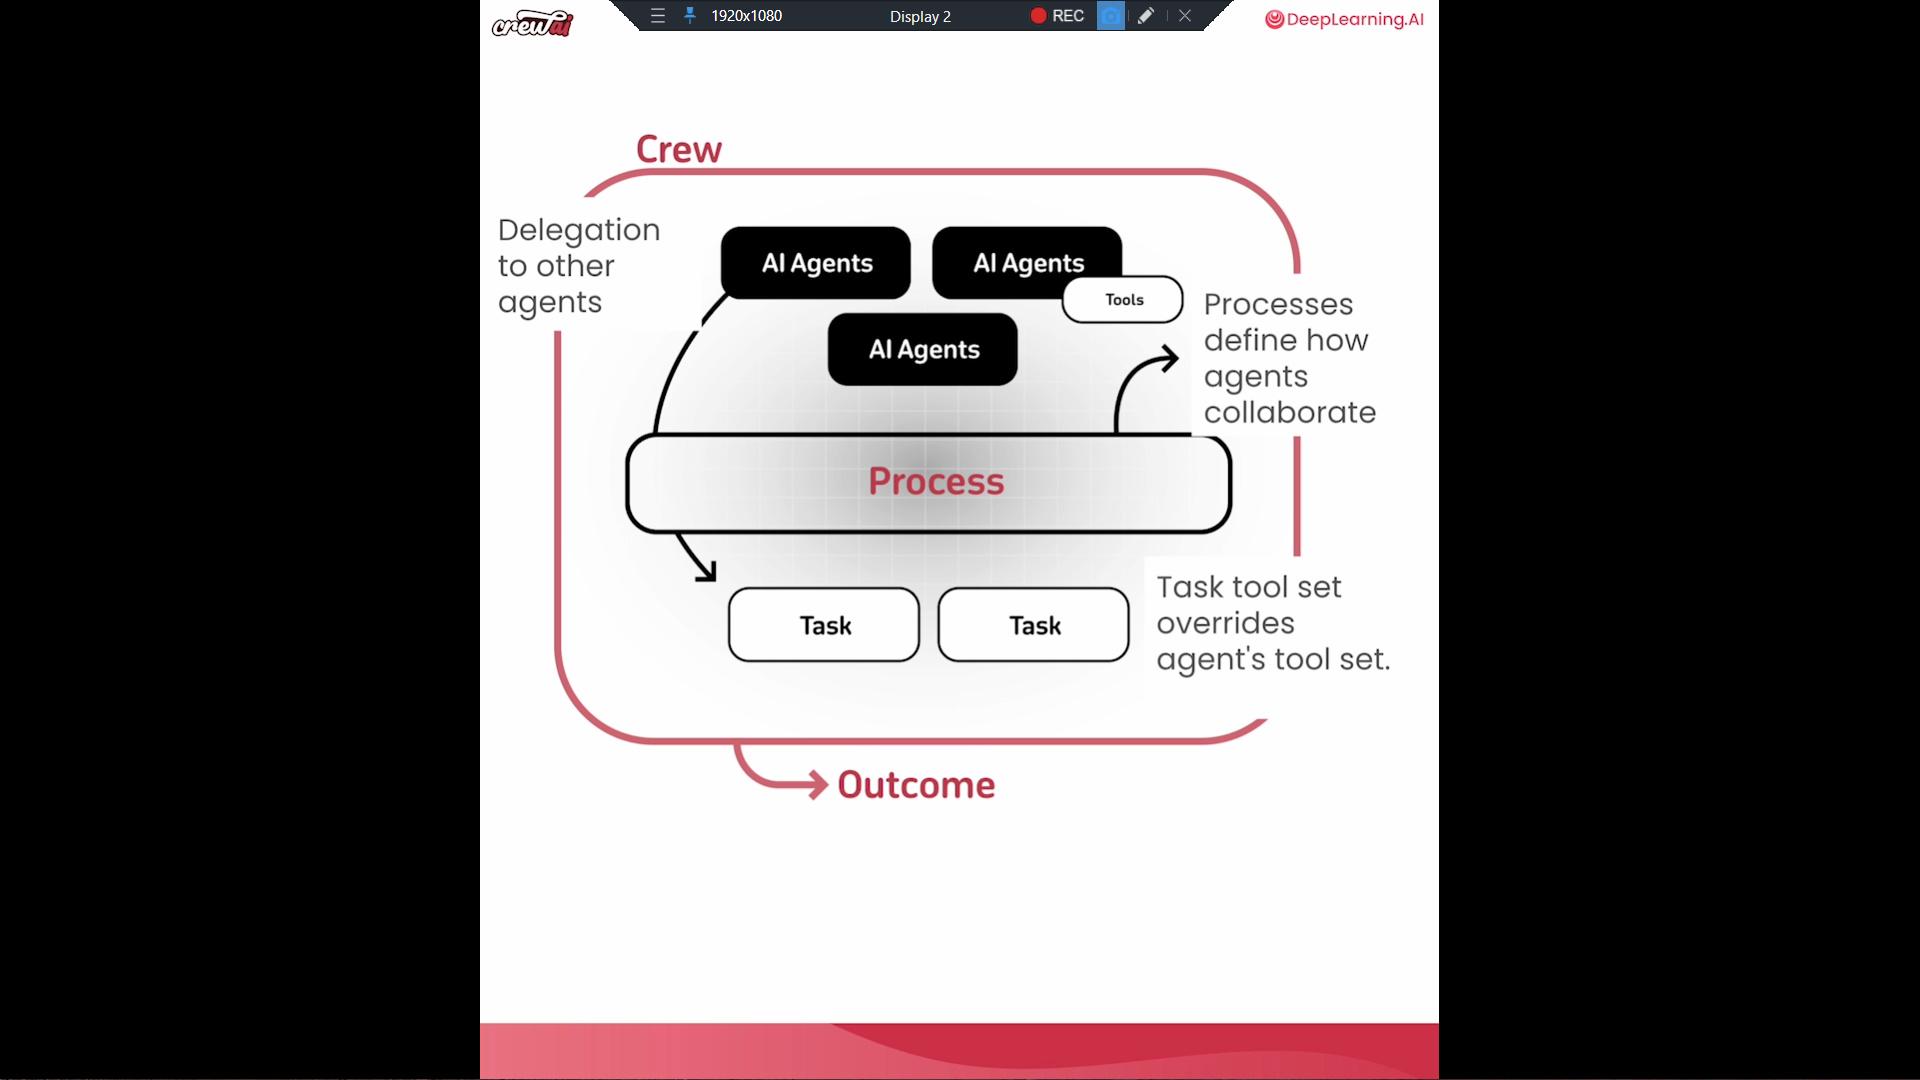 crewai
1920x1080
Display 2
REC
DeepLearning.AI
Crew
Delegation
to other
agents
AI Agents
AI Agents
Tools
AI Agents
Processes
define how
agents
collaborate
Process
Task
Task
Task tool set
overrides
agent's tool set.
Outcome